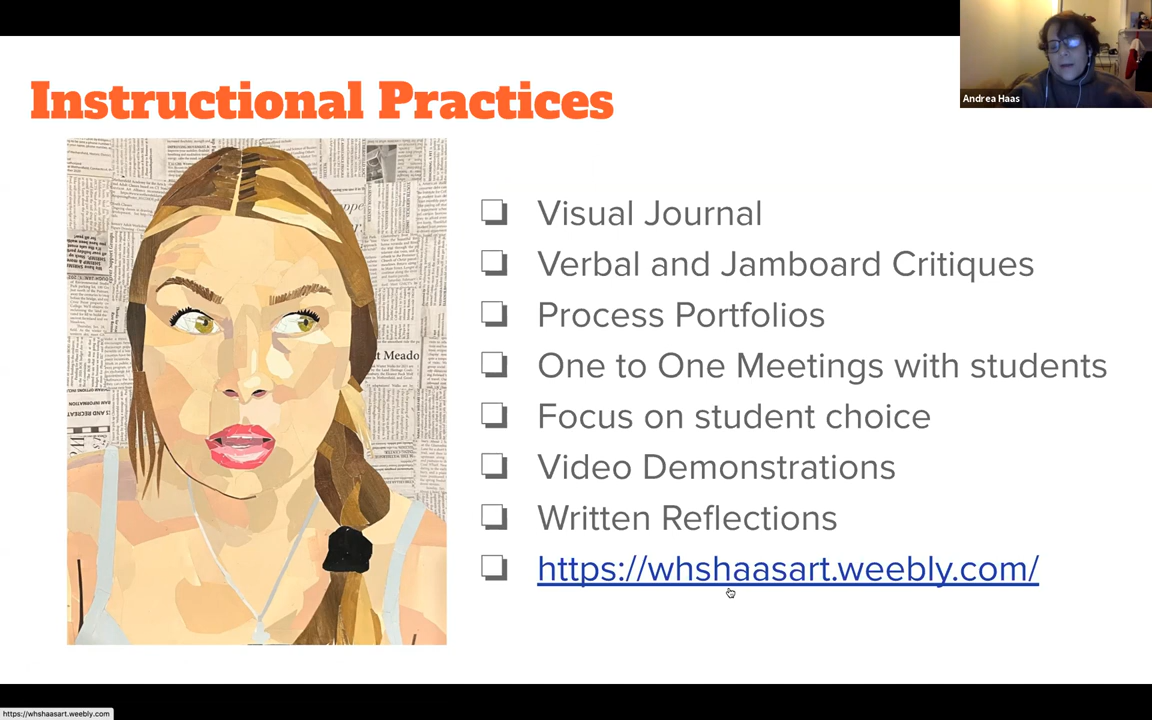 Instructional Practices
Andrea Haas
Visual Journal
Verbal and Jamboard Critiques
Process Portfolios
One to One Meetings with students
Focus on student choice
Video Demonstrations
Written Reflections
https://whshaasart.weebly.com/
t Meado
https://whshaasart.weebly.com